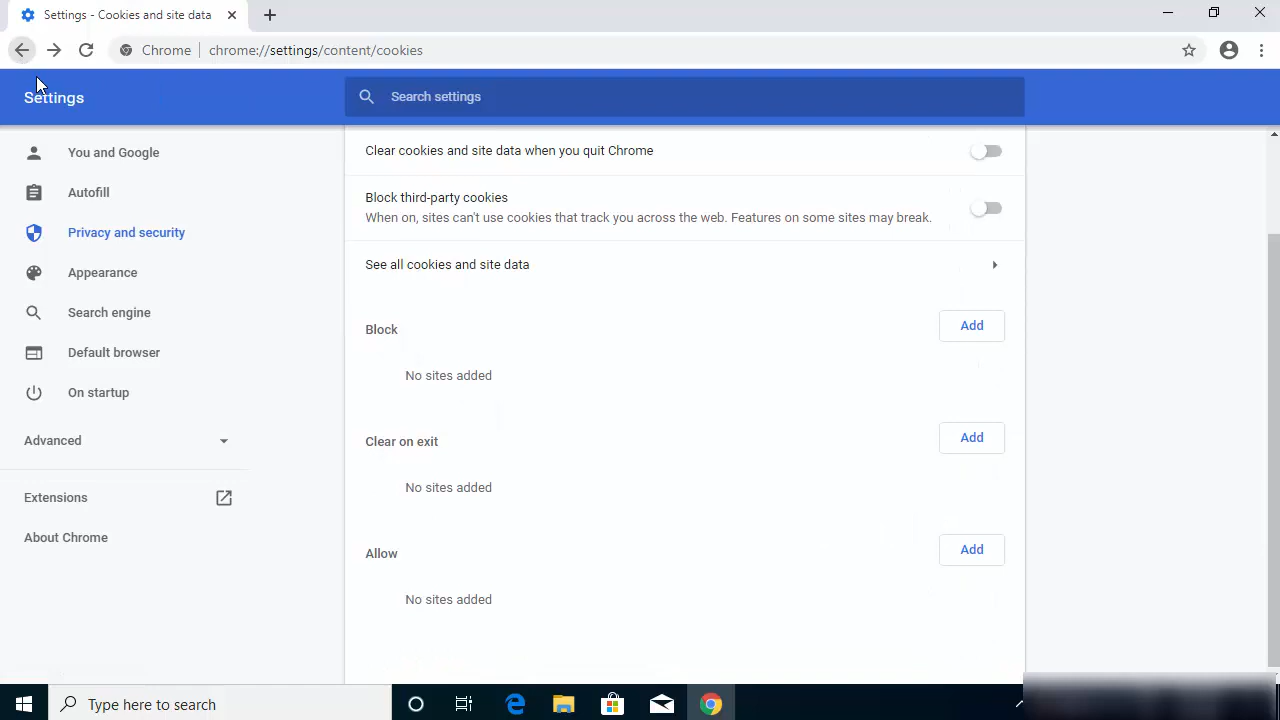 Settings - Cookies and site data
Chrome chrome://settings/content/cookies
Settings
Search settings
You and Google
Autofill
Privacy and security
Appearance
Search engine
Default browser
On startup
Advanced
Extensions
About Chrome
Clear cookies and site data when you quit Chrome
Block third-party cookies
When on, sites can't use cookies that track you across the web. Features on some sites may break.
See all cookies and site data
Block
Add
No sites added
Clear on exit
Add
No sites added
Allow
Add
No sites added
Type here to search